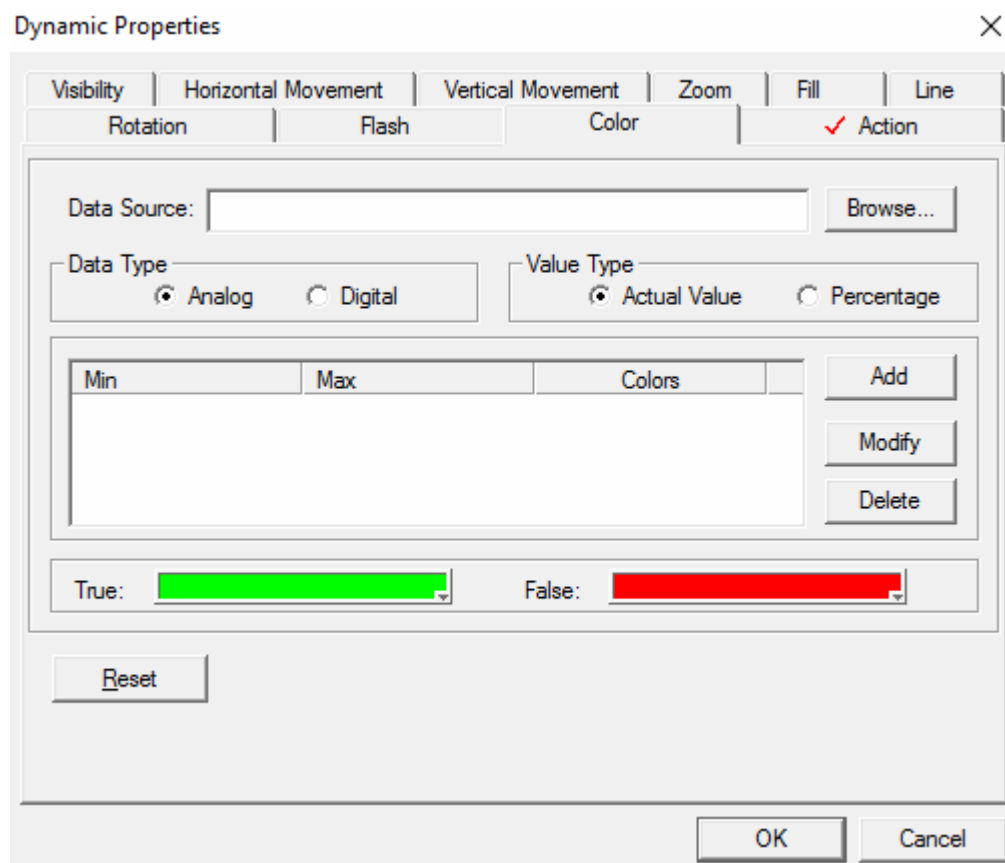 Dynamic Properties
Visibility Horizontal Movement Vertical Movement Zoom Fill Line
Rotation Flash Color Action
Data Source: Browse...
Data Type Value Type
Analog Digital Actual Value Percentage
Min Max Colors Add
Modify
Delete
True: False:
Reset
OK Cancel